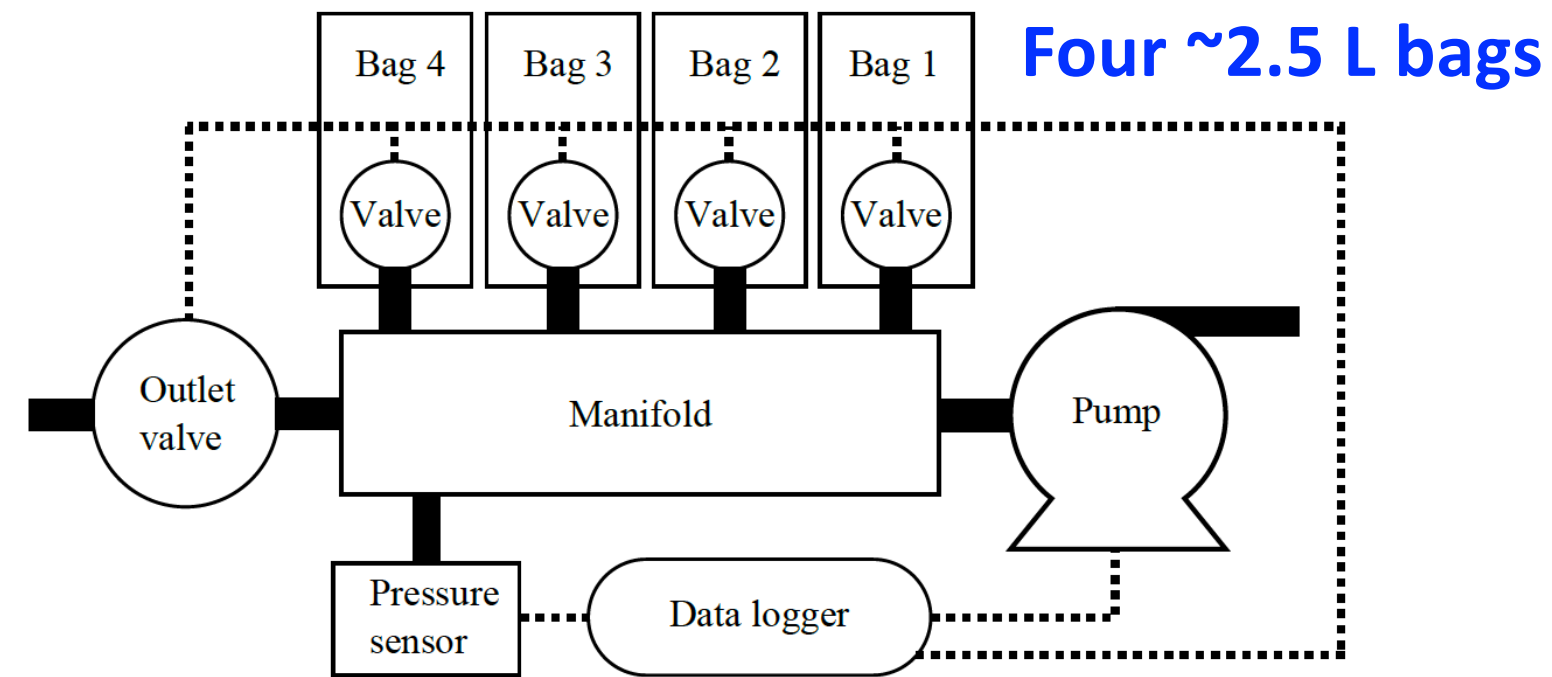 Four ~2.5 L bags
Bag 4
Bag 3
Bag 2
Bag 1
Valve
Valve
Valve
Valve
Outlet
valve
Manifold
Pump
Pressure
sensor
Data logger